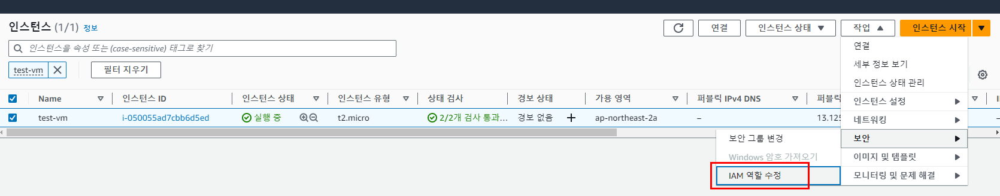 인스턴스 (1/1) 정보
연결 인스턴스 상태 작업 인스턴스 시작
인스턴스을 속성 또는 (case-sensitive) 태그로 찾기
test-vm 필터 지우기
연결
세부 정보 보기
인스턴스 상태 관리
인스턴스 설정
네트워킹
보안
이미지 및 템플릿
모니터링 및 문제 해결
Name 인스턴스 ID 인스턴스 상태 인스턴스 유형 상태 검사 경보 상태 가용 영역 퍼블릭 IPv4 DNS 퍼블릭
test-vm i-050055ad7cbb6d5ed 실행 중 t2.micro 2/2개 검사 통과... 경보 없음 ap-northeast-2a – 13.125 –
보안 그룹 변경
Windows 암호 가져오기
IAM 역할 수정